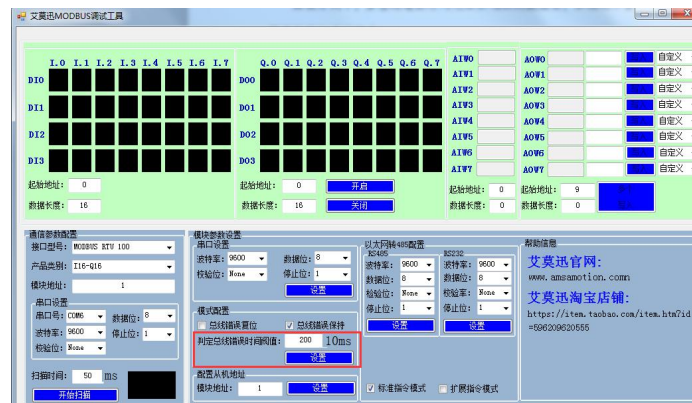 艾莫迅MODBUS调试工具
I.0 I.1 I.2 I.3 I.4 I.5 I.6 I.7
DI0
DI1
DI2
DI3
起始地址: 0
数据长度: 16
Q.0 Q.1 Q.2 Q.3 Q.4 Q.5 Q.6 Q.7
DO0
DO1
DO2
DO3
起始地址: 0 开启
数据长度: 16 关闭
AIW0
AIW1
AIW2
AIW3
AIW4
AIW5
AIW6
AIW7
起始地址: 0
数据长度: 0
AOW0 自定义
AOW1 自定义
AOW2 自定义
AOW3 自定义
AOW4 自定义
AOW5 自定义
AOW6 自定义
AOW7 自定义
起始地址: 9
数据长度: 0
通信参数配置
接口型号: MODBUS RTU 100
产品类别: I16-Q16
模块地址: 1
串口设置
串口号: COM6 数据位: 8
波特率: 9600 停止位: 1
校验位: None
扫描时间: 50 ms
开始扫描
模块参数设置
串口设置
波特率: 9600 数据位: 8
校验位: None 停止位: 1
设置
模式配置
总线错误复位 总线错误保持
判定总线错误时间阀值: 200 10ms
设置
配置从机地址
模块地址: 1 设置
以太网转485配置
RS485
波特率: 9600
数据位: 8
检验位: None
停止位: 1
设置
RS232
波特率: 9600
数据位: 8
校验率: None
停止位: 1
设置
标准指令模式 扩展指令模式
帮助信息
艾莫迅官网:
www.amsamotion.comn
艾莫迅淘宝店铺:
https://item.taobao.com/item.htm?id
=596209620555